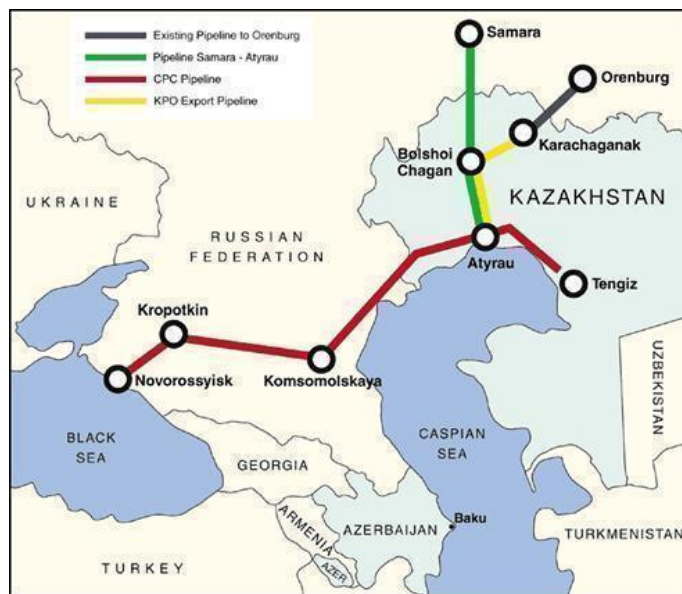 Existing Pipeline to Orenburg
Pipeline Samara - Atyrau
CPC Pipeline
KPO Export Pipeline
Samara
Orenburg
Karachaganak
Bolshoi
Chagan
KAZAKHSTAN
UKRAINE
RUSSIAN
FEDERATION
Atyrau
Tengiz
Kropotkin
Novorossyisk
Komsomolskaya
UZBEKISTAN
BLACK
SEA
CASPIAN
SEA
GEORGIA
ARMENIA
AZERBAIJAN
Baku
AZER
TURKMENISTAN
TURKEY